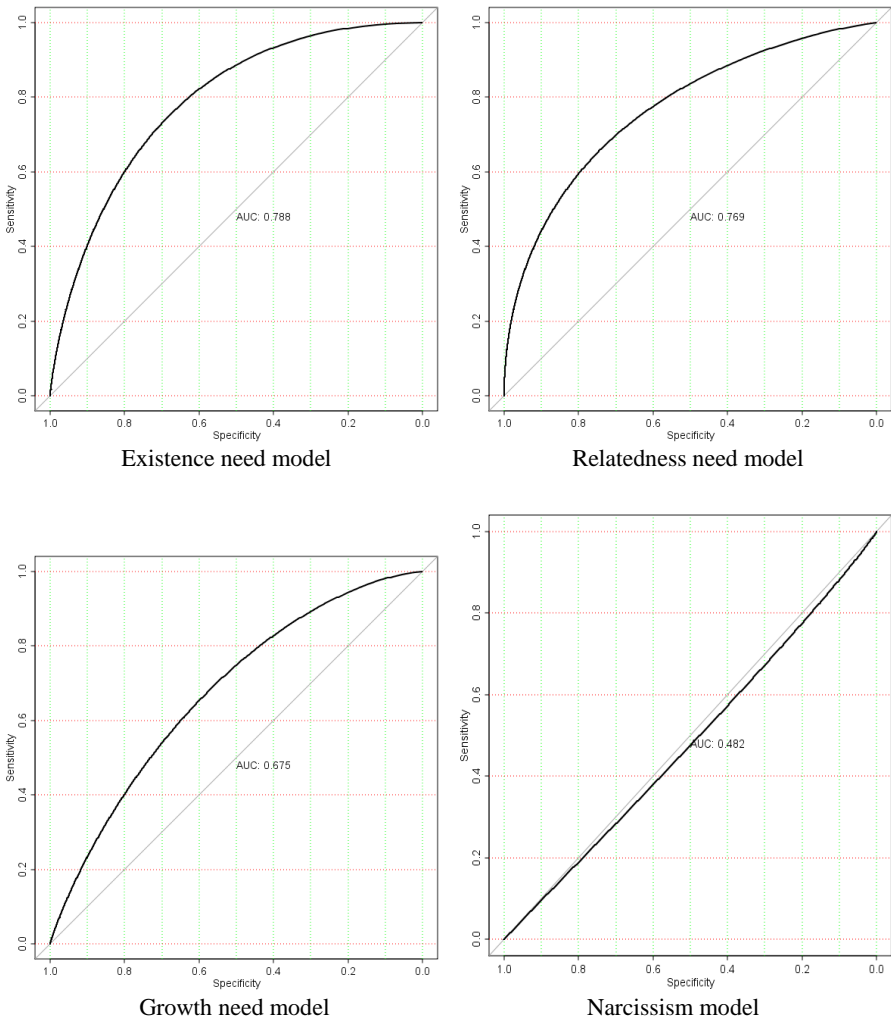 1.0
0.8
0.6
0.4
0.2
0.0
Sensitivity
AUC: 0.788
1.0 0.8 0.6 0.4 0.2 0.0
Specificity
Existence need model
1.0
0.8
0.6
0.4
0.2
0.0
Sensitivity
AUC: 0.769
1.0 0.8 0.6 0.4 0.2 0.0
Specificity
Relatedness need model
1.0
0.8
0.6
0.4
0.2
0.0
Sensitivity
AUC: 0.675
1.0 0.8 0.6 0.4 0.2 0.0
Specificity
Growth need model
1.0
0.8
0.6
0.4
0.2
0.0
Sensitivity
AUC: 0.482
1.0 0.8 0.6 0.4 0.2 0.0
Specificity
Narcissism model